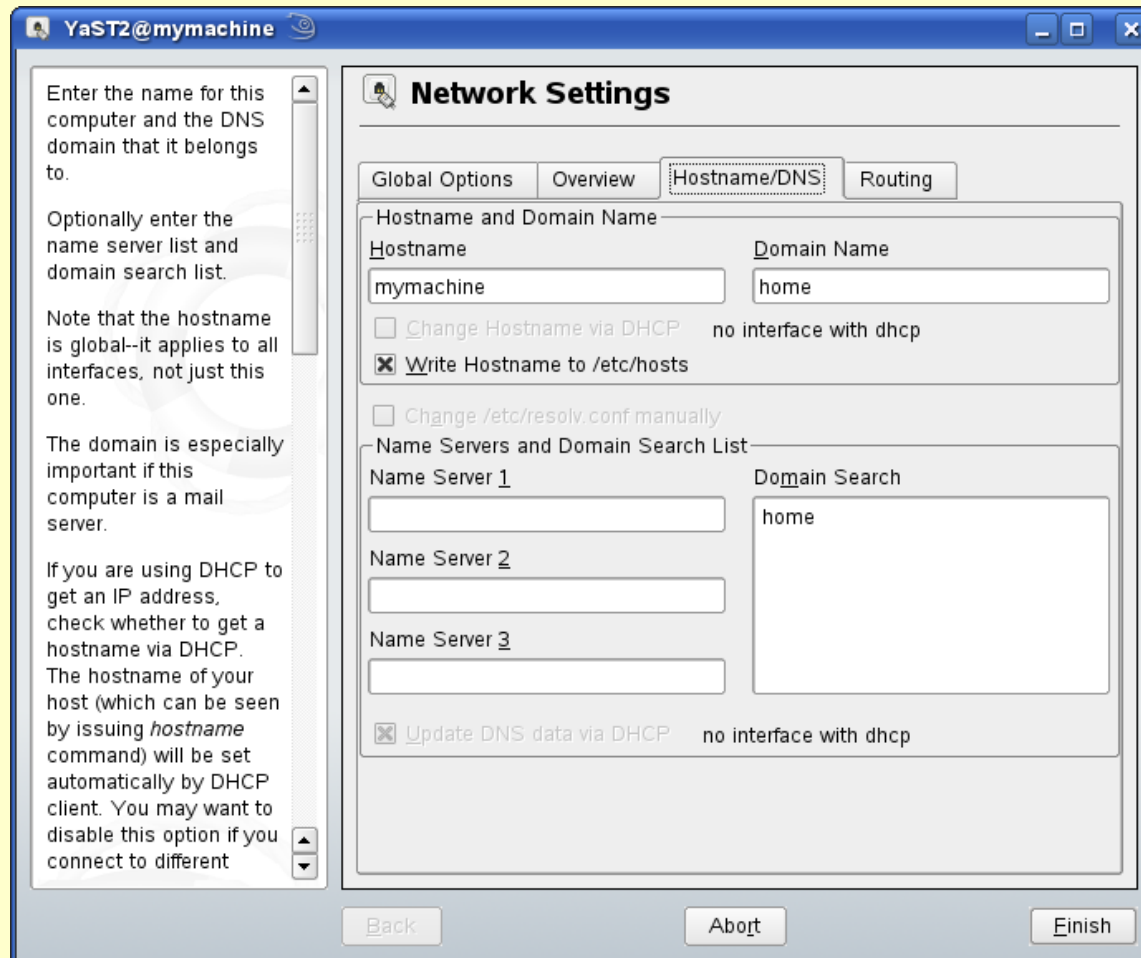 YaST2@mymachine
Enter the name for this
computer and the DNS
domain that it belongs
to.
Optionally enter the
name server list and
domain search list.
Note that the hostname
is global--it applies to all
interfaces, not just this
one.
The domain is especially
important if this
computer is a mail
server.
If you are using DHCP to
get an IP address,
check whether to get a
hostname via DHCP.
The hostname of your
host (which can be seen
by issuing hostname
command) will be set
automatically by DHCP
client. You may want to
disable this option if you
connect to different
Network Settings
Global Options Overview Hostname/DNS Routing
Hostname and Domain Name
Hostname Domain Name
mymachine home
Change Hostname via DHCP no interface with dhcp
Write Hostname to /etc/hosts
Change /etc/resolv.conf manually
Name Servers and Domain Search List
Name Server 1 Domain Search
home
Name Server 2
Name Server 3
Update DNS data via DHCP no interface with dhcp
Back Abort Finish